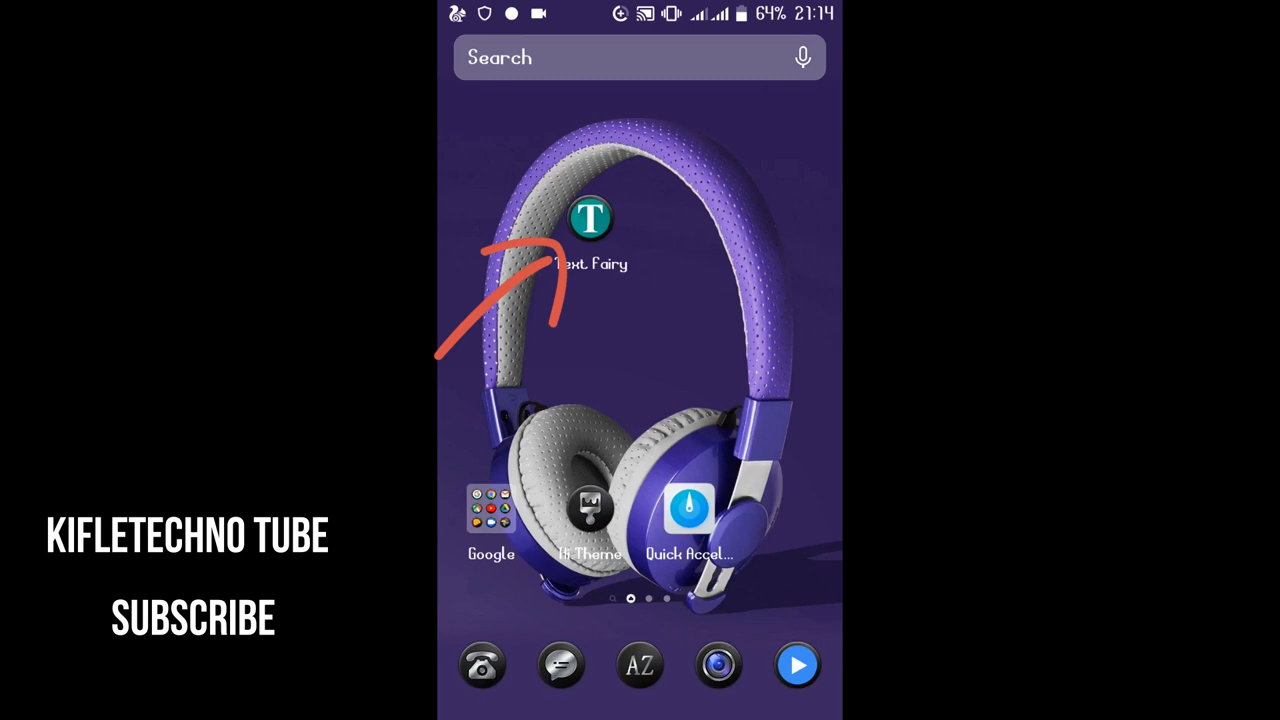 64% 21:14
Search
T
Text Fairy
Google
Hi Theme
Quick Accel...
AZ
KIFLETECHNO TUBE
SUBSCRIBE